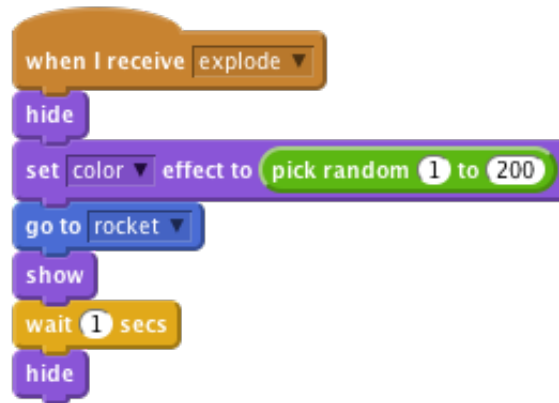 when I receive explode
hide
set color effect to pick random 1 to 200
go to rocket
show
wait 1 secs
hide